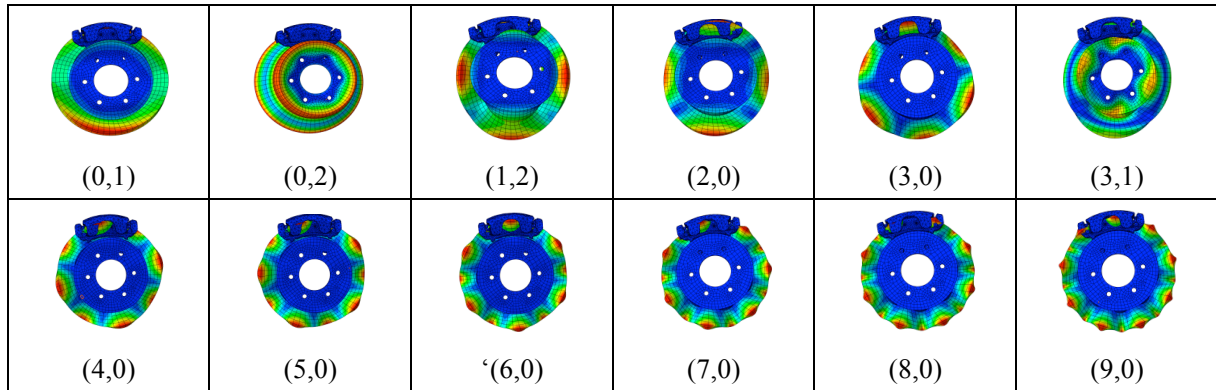 (0,1) (0,2) (1,2) (2,0) (3,0) (3,1)
(4,0) (5,0) ‘(6,0) (7,0) (8,0) (9,0)